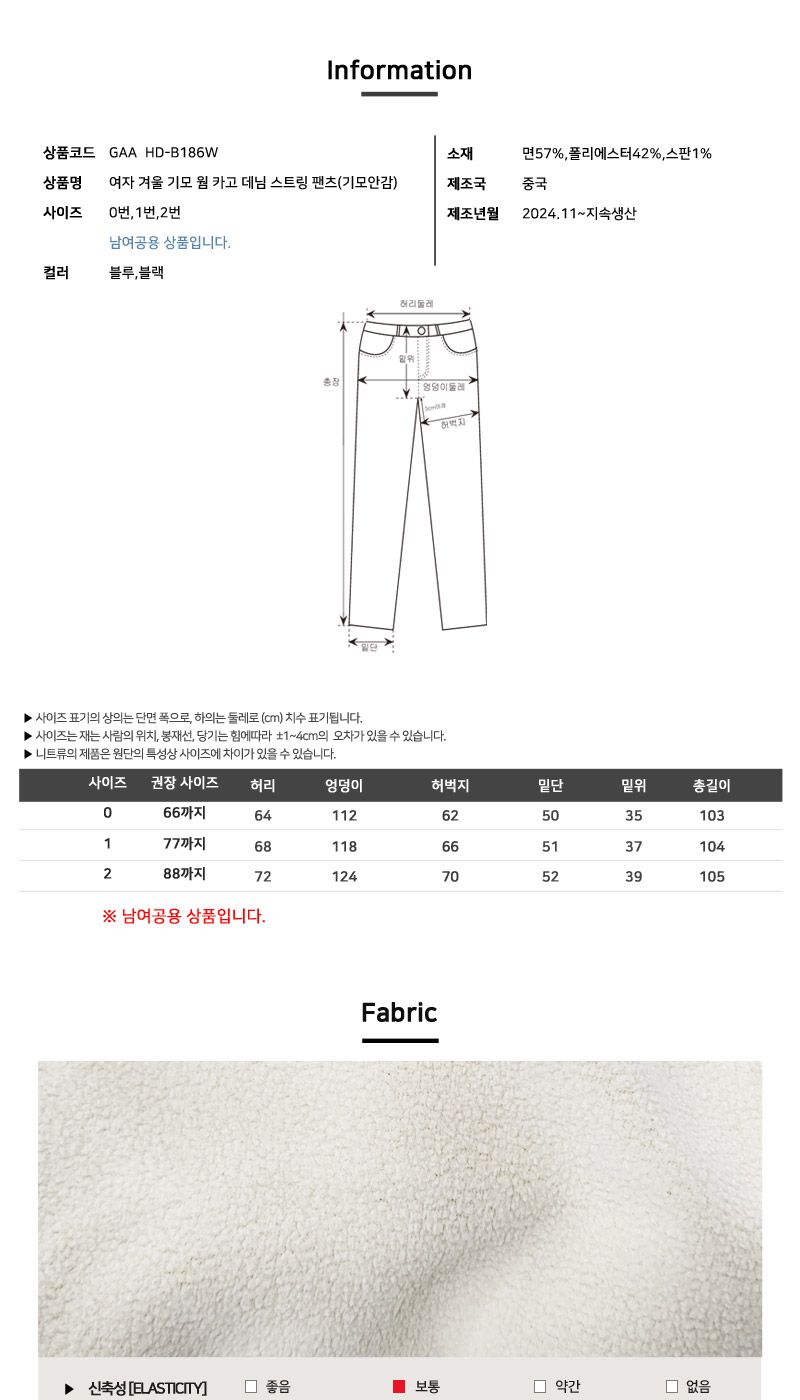 Information
상품코드 GAA HD-B186W
상품명 여자 겨울 기모 웜 카고 데님 스트링 팬츠(기모안감)
사이즈 0번,1번,2번
남여공용 상품입니다.
컬러 블루,블랙
소재 면57%,폴리에스터42%,스판1%
제조국 중국
제조년월 2024.11~지속생산
허리둘레
밑위
총장
엉덩이둘레
5cm아래
허벅지
밑단
▶ 사이즈 표기의 상의는 단면 폭으로, 하의는 둘레로 (cm) 치수 표기됩니다.
▶ 사이즈는 재는 사람의 위치, 봉재선, 당기는 힘에따라 ±1~4cm의 오차가 있을 수 있습니다.
▶ 니트류의 제품은 원단의 특성상 사이즈에 차이가 있을 수 있습니다.
사이즈 권장 사이즈 허리 엉덩이 허벅지 밑단 밑위 총길이
0 66까지 64 112 62 50 35 103
1 77까지 68 118 66 51 37 104
2 88까지 72 124 70 52 39 105
※ 남여공용 상품입니다.
Fabric
▶ 신축성 [ELASTICITY] 좋음 보통 약간 없음